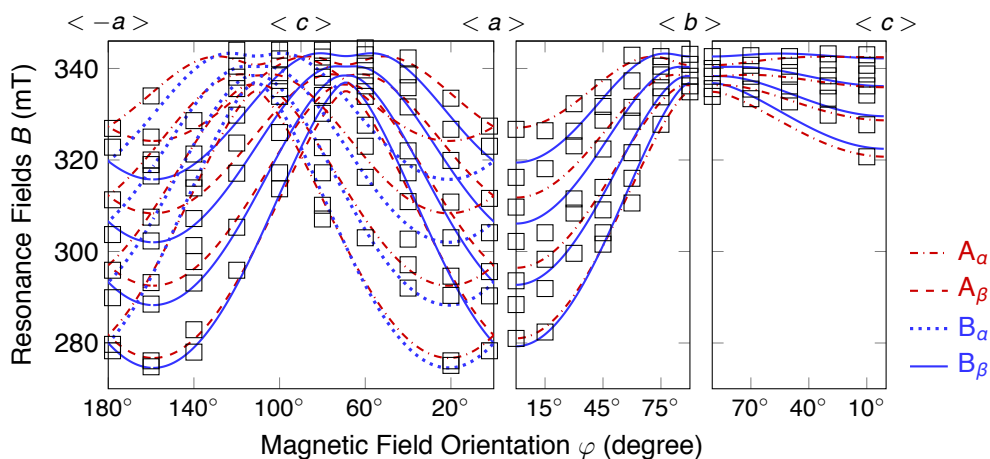 < −a > < c > < a > < b > < c >
Resonance Fields B (mT)
340
320
300
280
180° 140° 100° 60° 20° 15° 45° 75° 70° 40° 10°
Magnetic Field Orientation φ (degree)
Aα
Aβ
Bα
Bβ